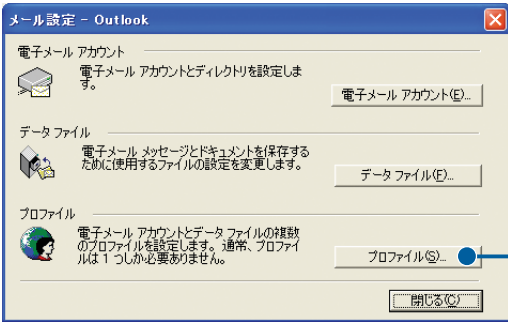 メール設定 - Outlook
電子メール アカウント
電子メール アカウントとディレクトリを設定しま
す。
電子メール アカウント(E)...
データ ファイル
電子メール メッセージとドキュメントを保存する
ために使用するファイルの設定を変更します。
データ ファイル(F)...
プロファイル
電子メール アカウントとデータ ファイルの複数
のプロファイルを設定します。通常、プロファイ
ルは 1 つしか必要ありません。
プロファイル(S)...
閉じる(C)